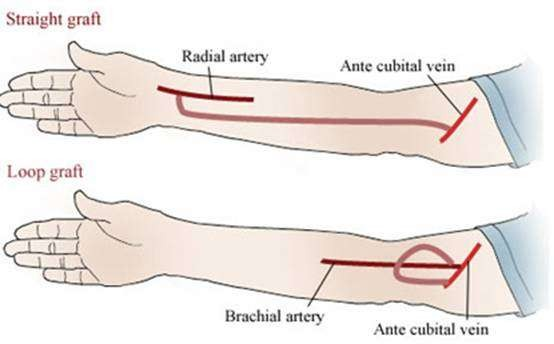 Straight graft
Radial artery
Ante cubital vein
Loop graft
Brachial artery
Ante cubital vein